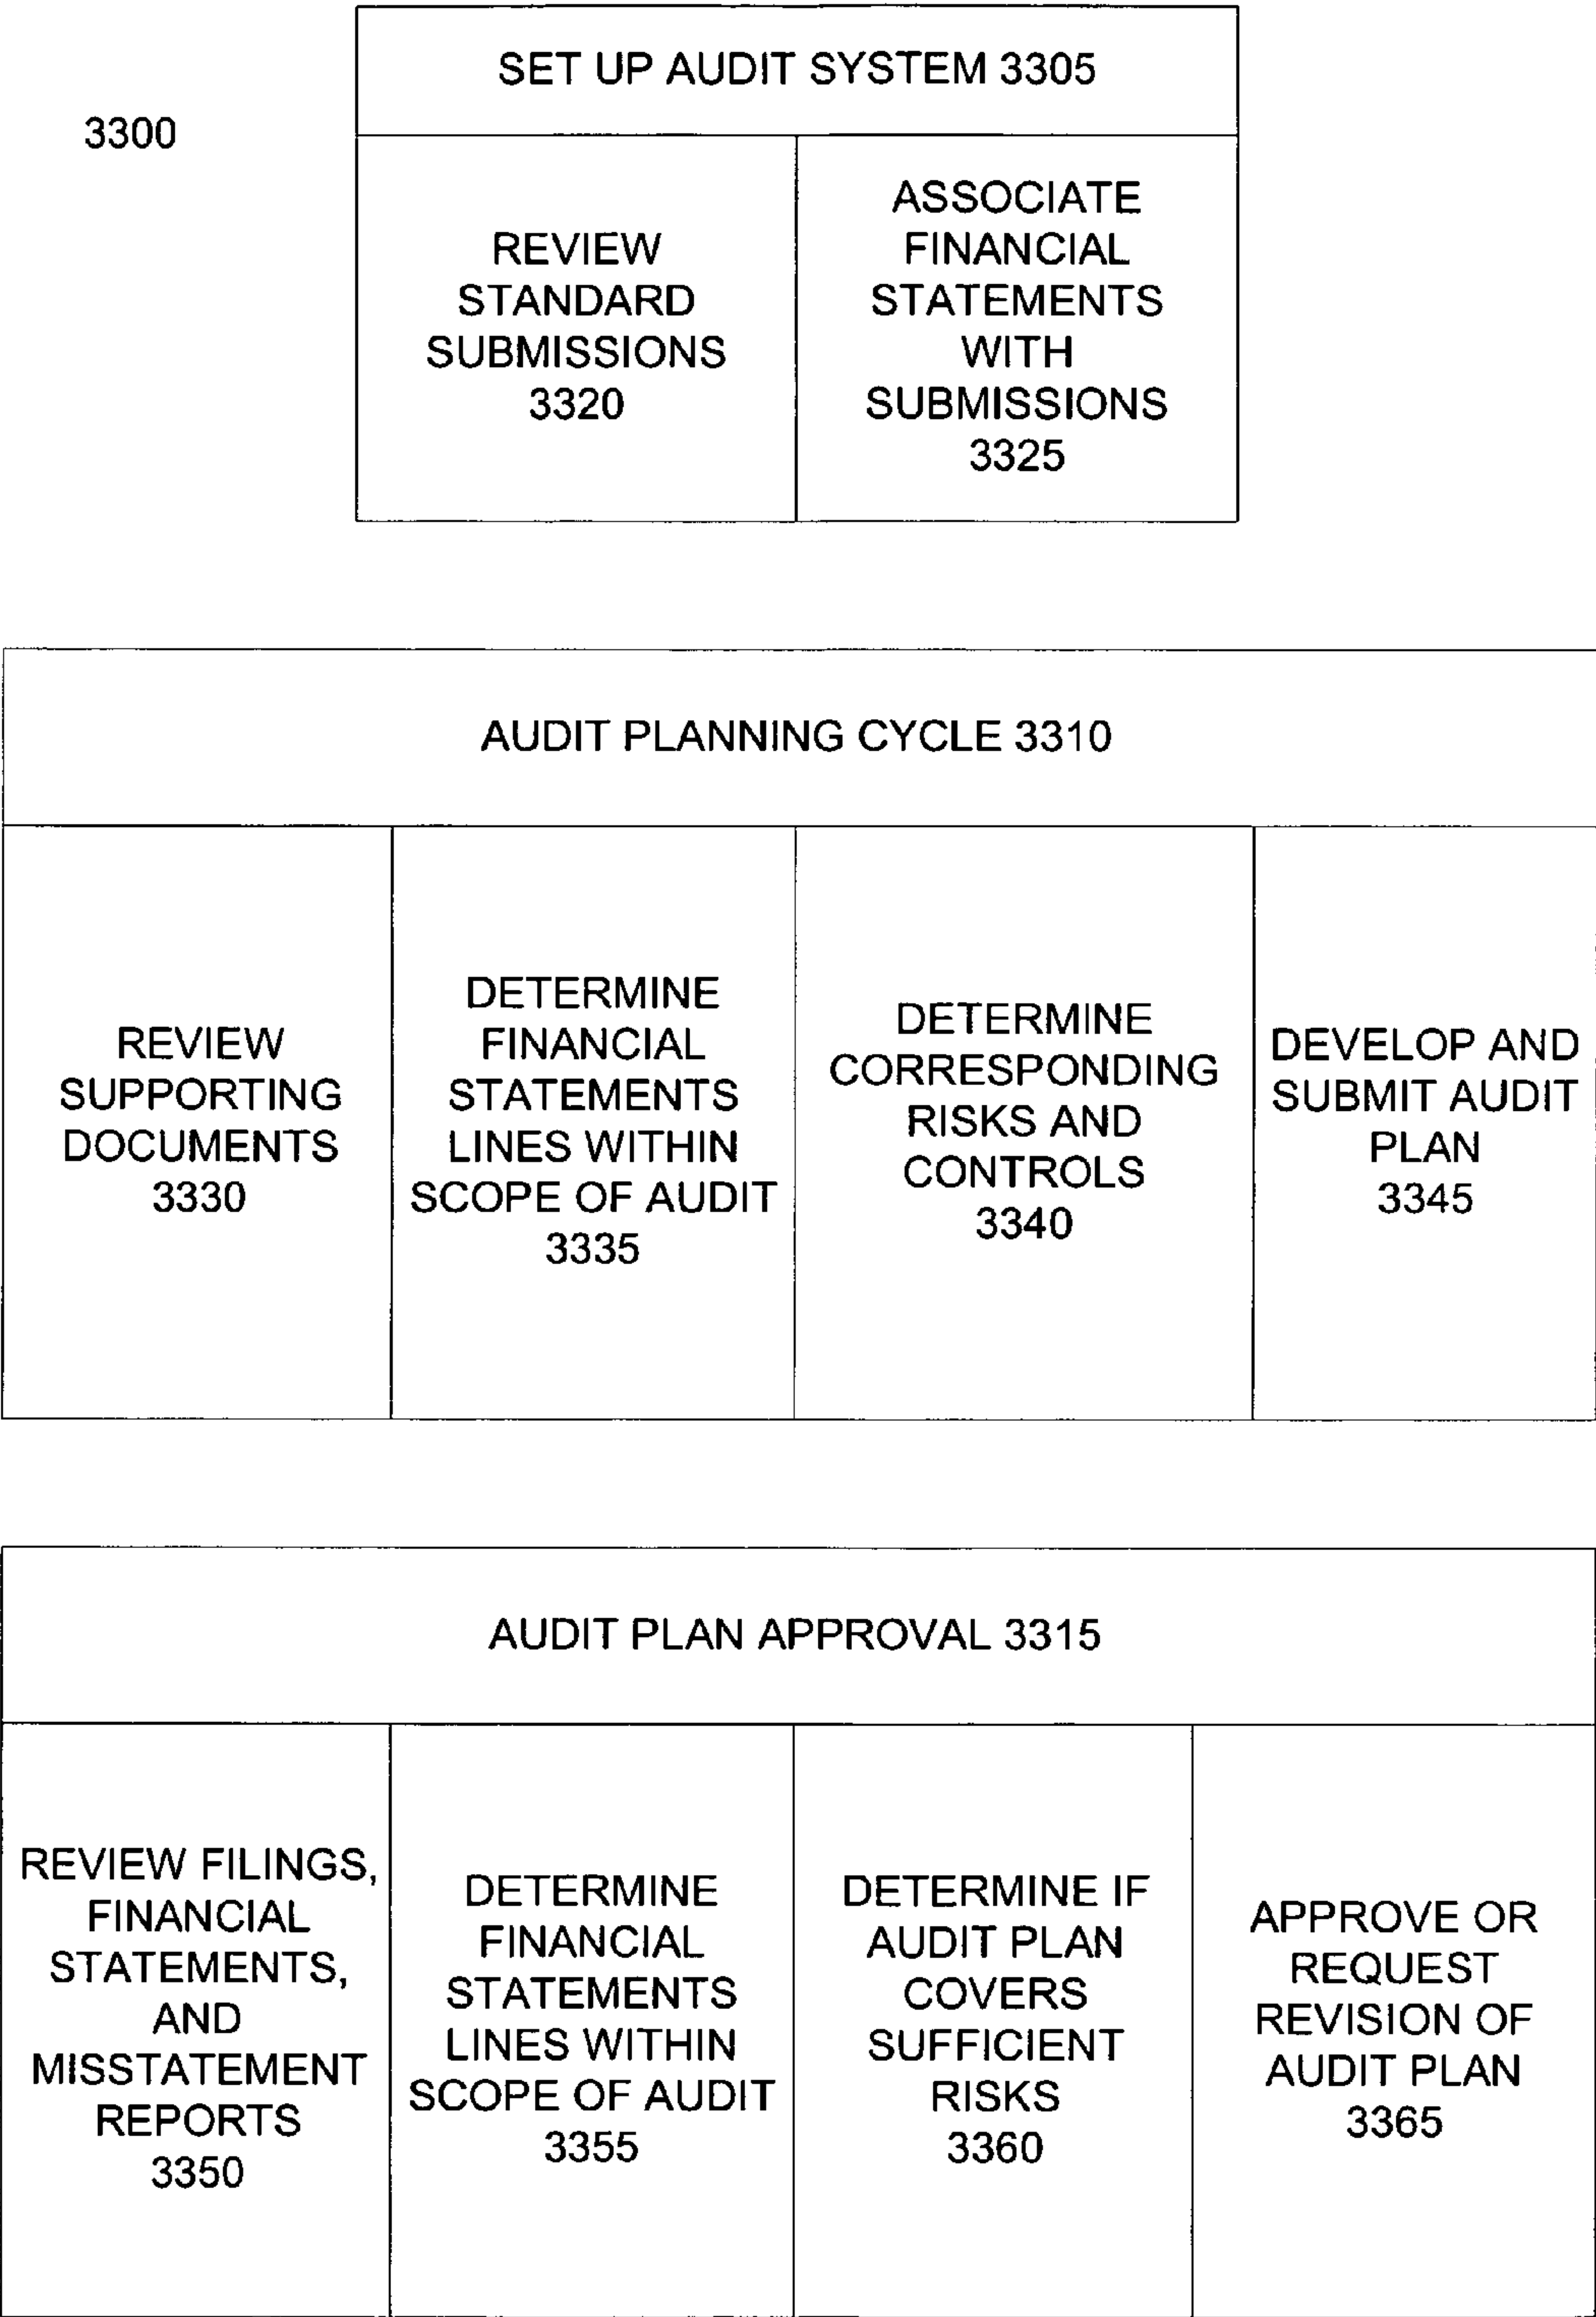 3300
SET UP AUDIT SYSTEM 3305
REVIEW
STANDARD
SUBMISSIONS
3320
ASSOCIATE
FINANCIAL
STATEMENTS
WITH
SUBMISSIONS
3325
AUDIT PLANNING CYCLE 3310
REVIEW
SUPPORTING
DOCUMENTS
3330
DETERMINE
FINANCIAL
STATEMENTS
LINES WITHIN
SCOPE OF AUDIT
3335
DETERMINE
CORRESPONDING
RISKS AND
CONTROLS
3340
DEVELOP AND
SUBMIT AUDIT
PLAN
3345
AUDIT PLAN APPROVAL 3315
REVIEW FILINGS,
FINANCIAL
STATEMENTS,
AND
MISSTATEMENT
REPORTS
3350
DETERMINE
FINANCIAL
STATEMENTS
LINES WITHIN
SCOPE OF AUDIT
3355
DETERMINE IF
AUDIT PLAN
COVERS
SUFFICIENT
RISKS
3360
APPROVE OR
REQUEST
REVISION OF
AUDIT PLAN
3365